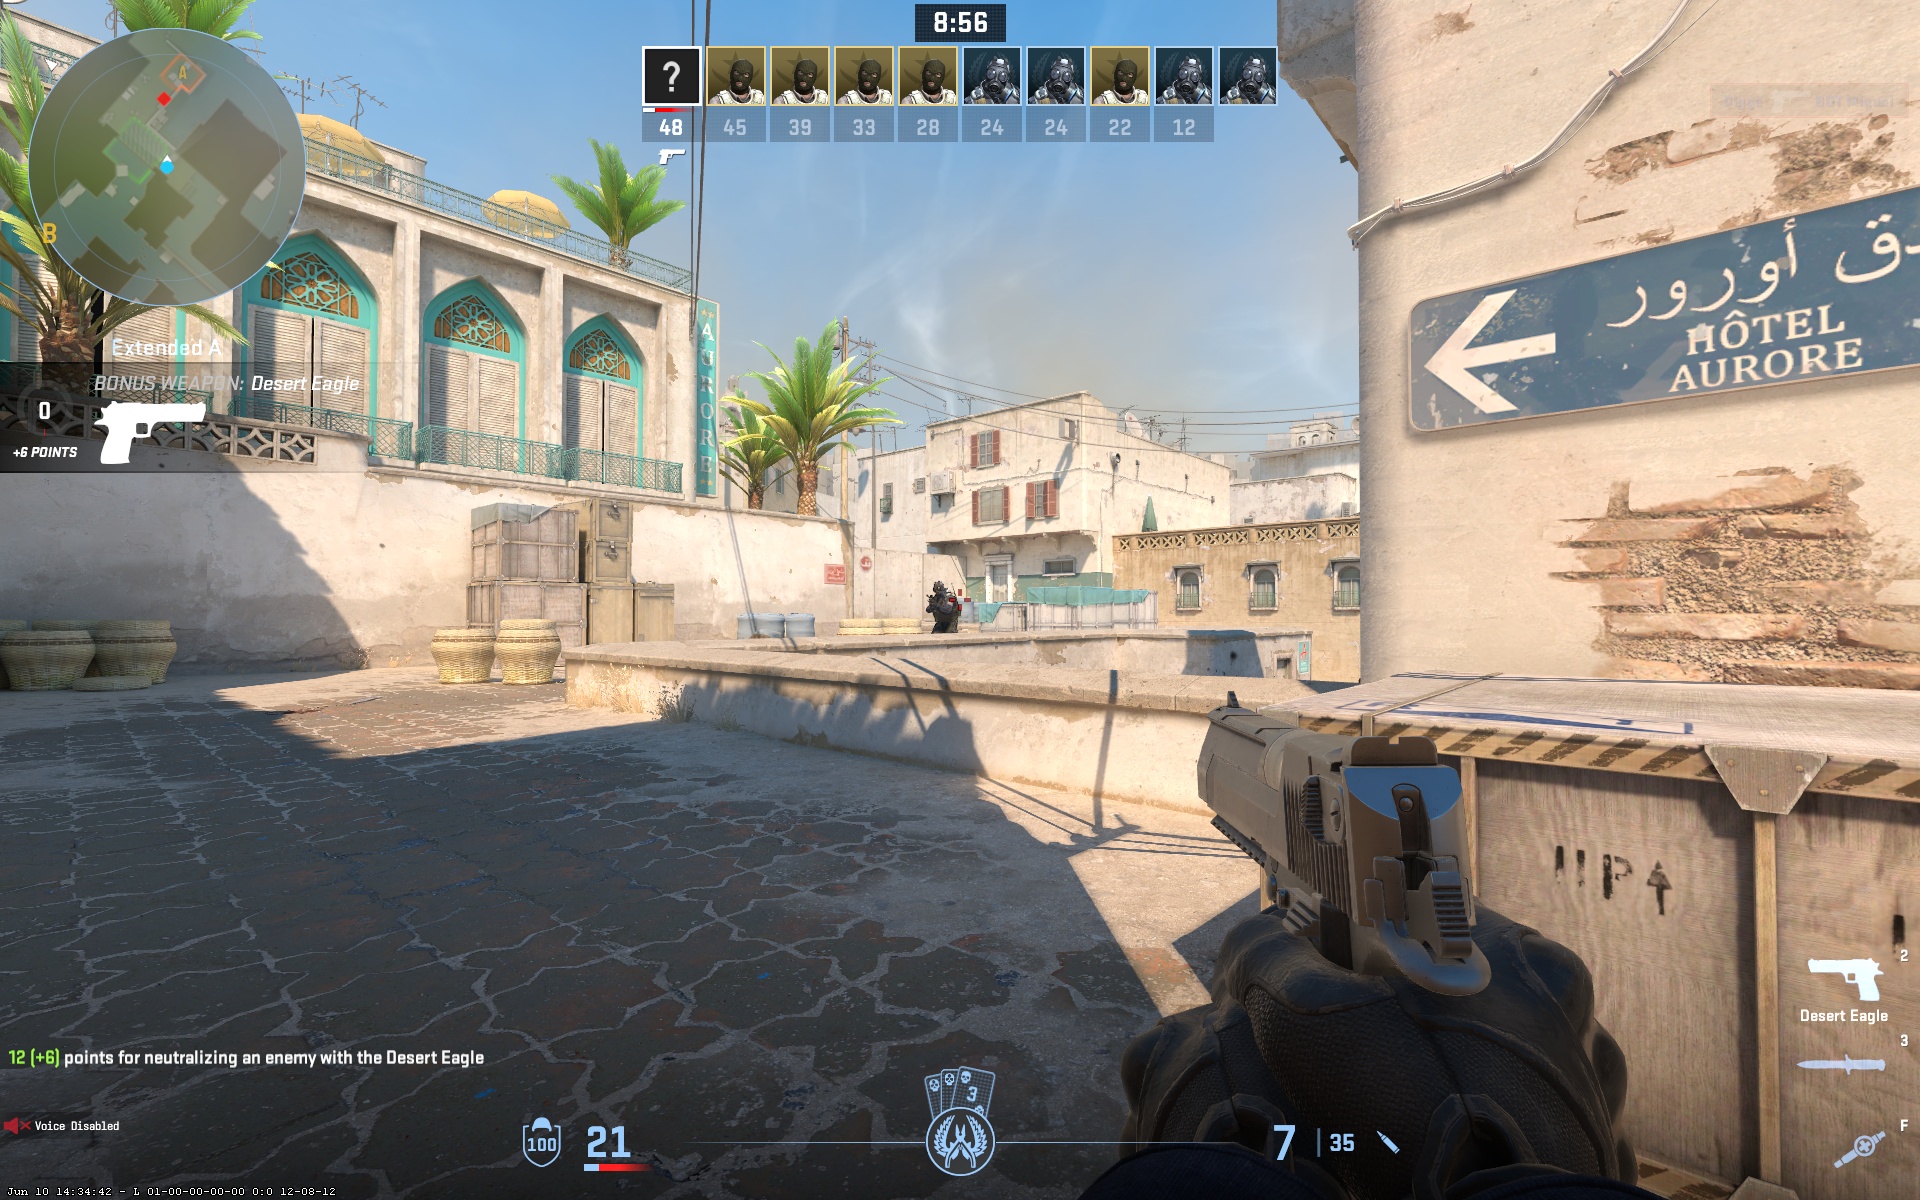 8:56
A
?
48
45
39
33
28
24
24
22
12
B
Extended A
BONUS WEAPON: Desert Eagle
0
+6 POINTS
أورور
HÔTEL
AURORE
AURORE
UP
2
Desert Eagle
3
F
12 (+6) points for neutralizing an enemy with the Desert Eagle
Voice Disabled
100
21
3
7 | 35
Jun 10 14:34:42 - L 01-00-00-00-00 0:0 12-08-12